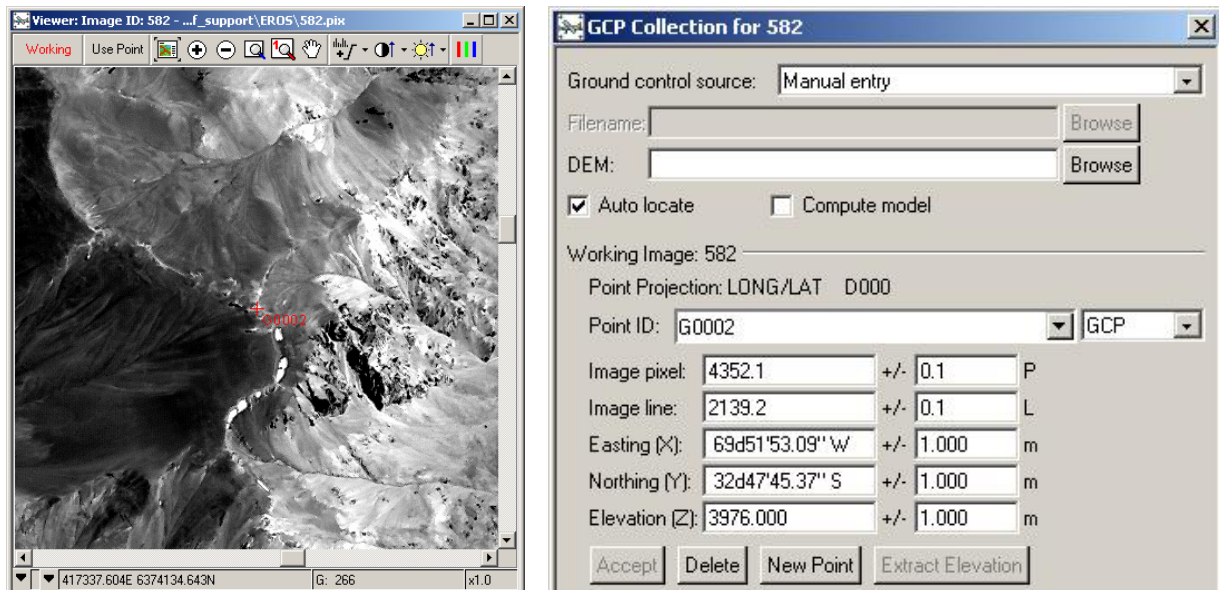 Viewer: Image ID: 582 - ...f_support\EROS\582.pix
Working Use Point
G0002
417337.604E 6374134.643N G: 266 x1.0
GCP Collection for 582
Ground control source: Manual entry
Filename: Browse
DEM: Browse
Auto locate Compute model
Working Image: 582
Point Projection: LONG/LAT D000
Point ID: G0002 GCP
Image pixel: 4352.1 +/- 0.1 P
Image line: 2139.2 +/- 0.1 L
Easting (X): 69d51'53.09" W +/- 1.000 m
Northing (Y): 32d47'45.37" S +/- 1.000 m
Elevation (Z): 3976.000 +/- 1.000 m
Accept Delete New Point Extract Elevation